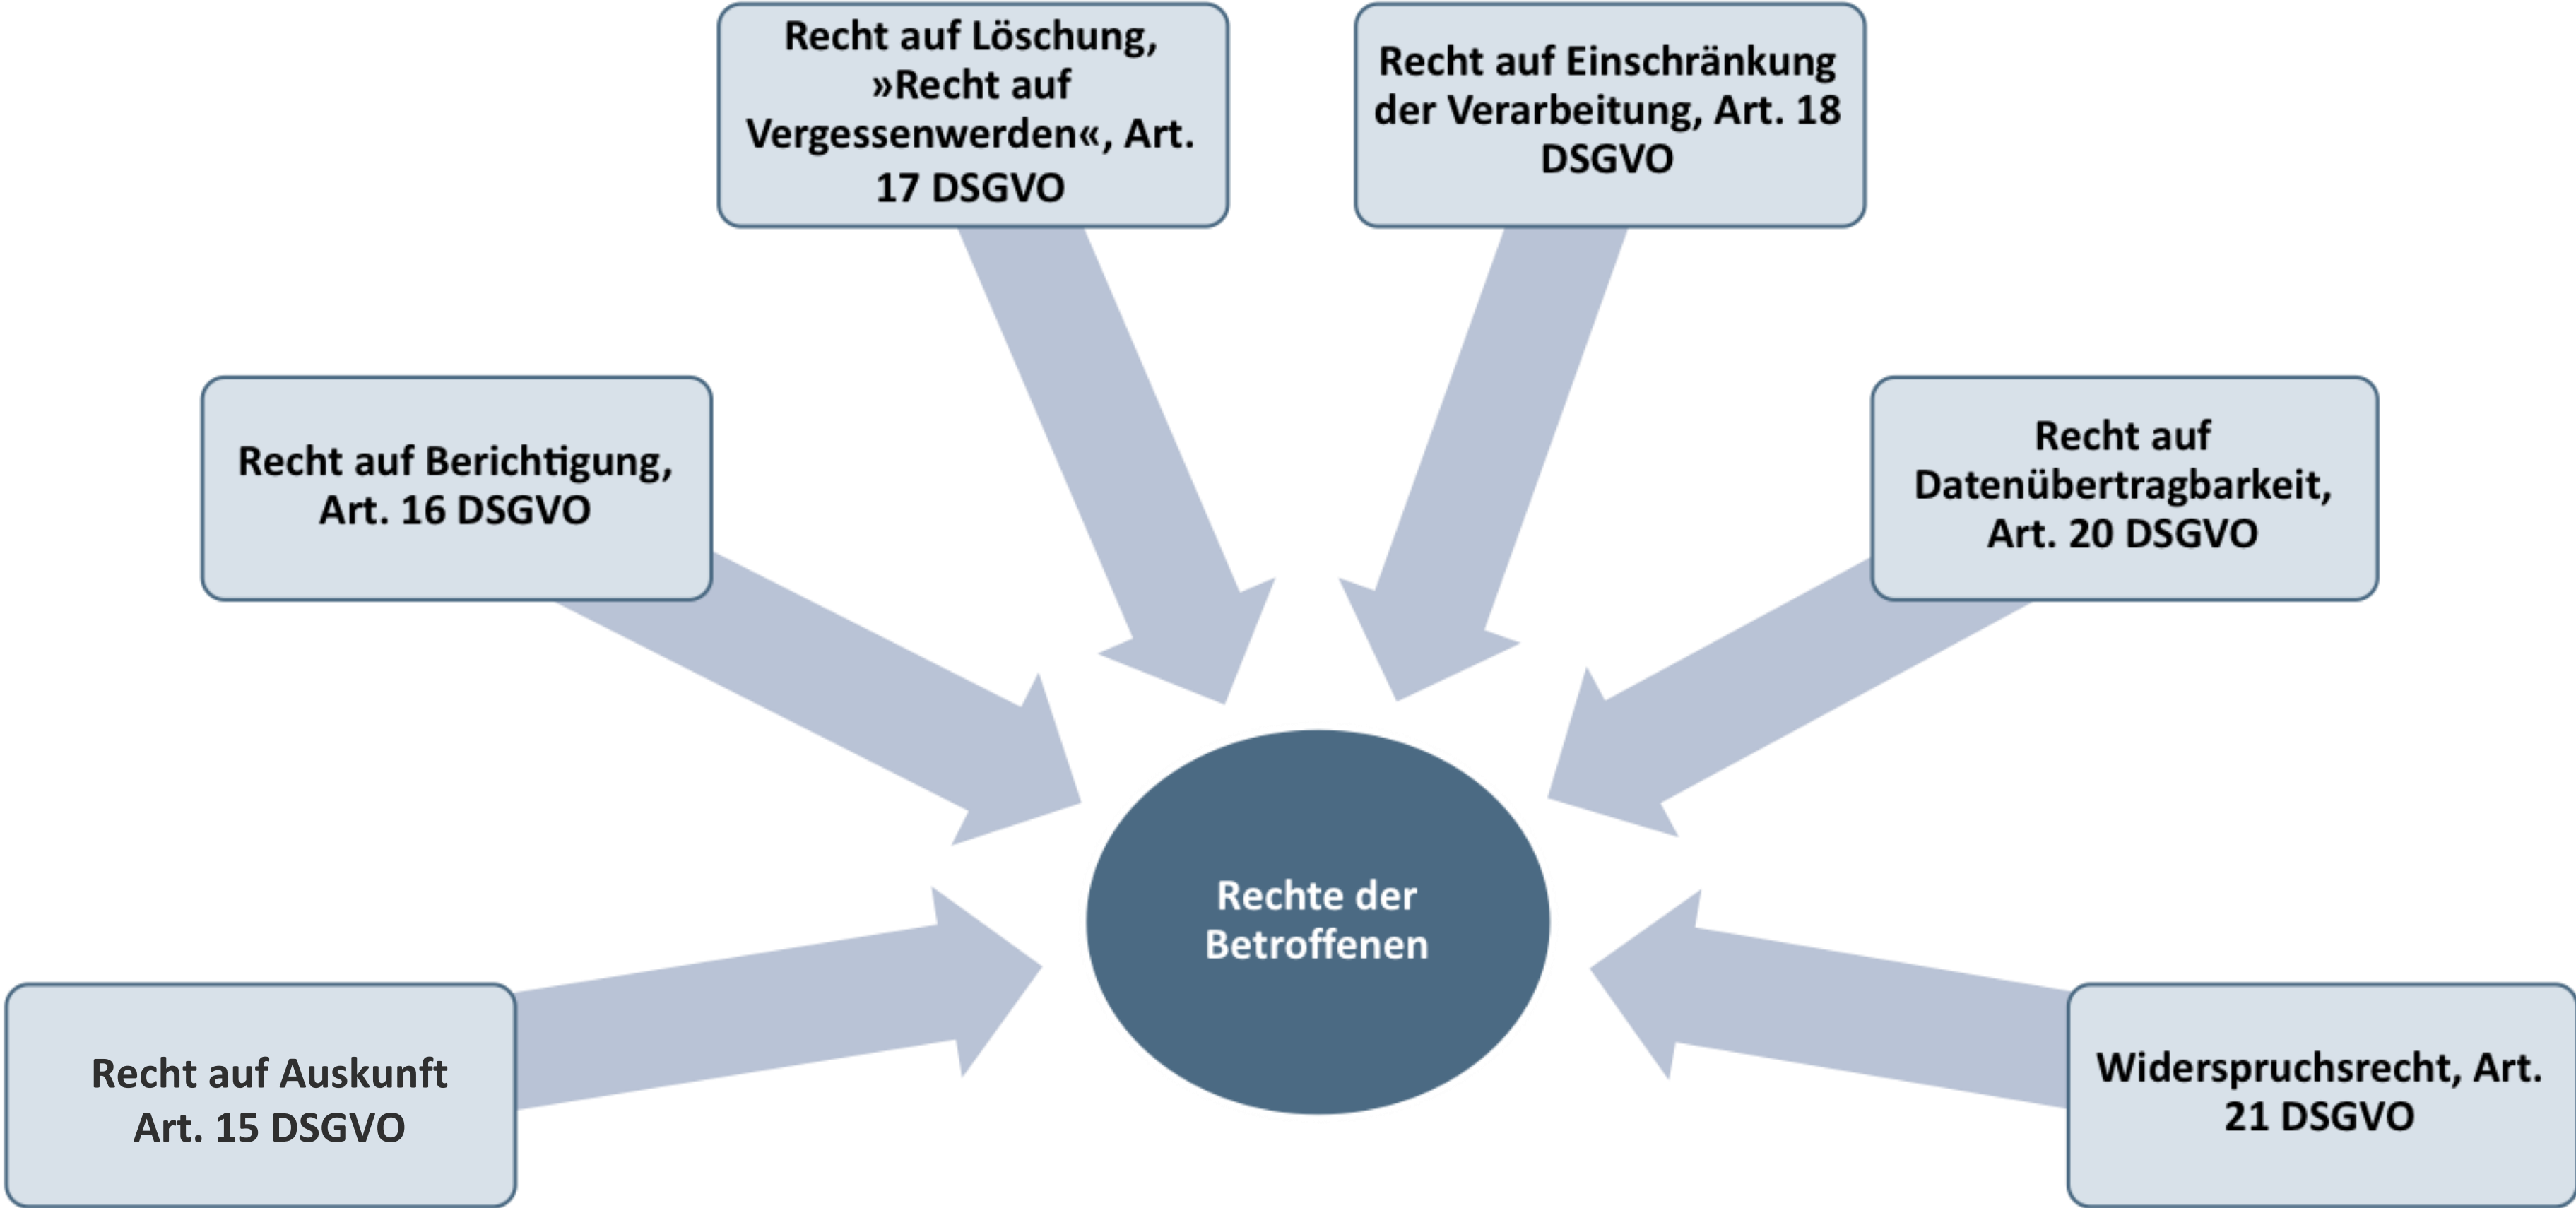 Recht auf Löschung,
»Recht auf
Vergessenwerden«, Art.
17 DSGVO
Recht auf Einschränkung
der Verarbeitung, Art. 18
DSGVO
Recht auf Berichtigung,
Art. 16 DSGVO
Recht auf
Datenübertragbarkeit,
Art. 20 DSGVO
Rechte der
Betroffenen
Recht auf Auskunft
Art. 15 DSGVO
Widerspruchsrecht, Art.
21 DSGVO